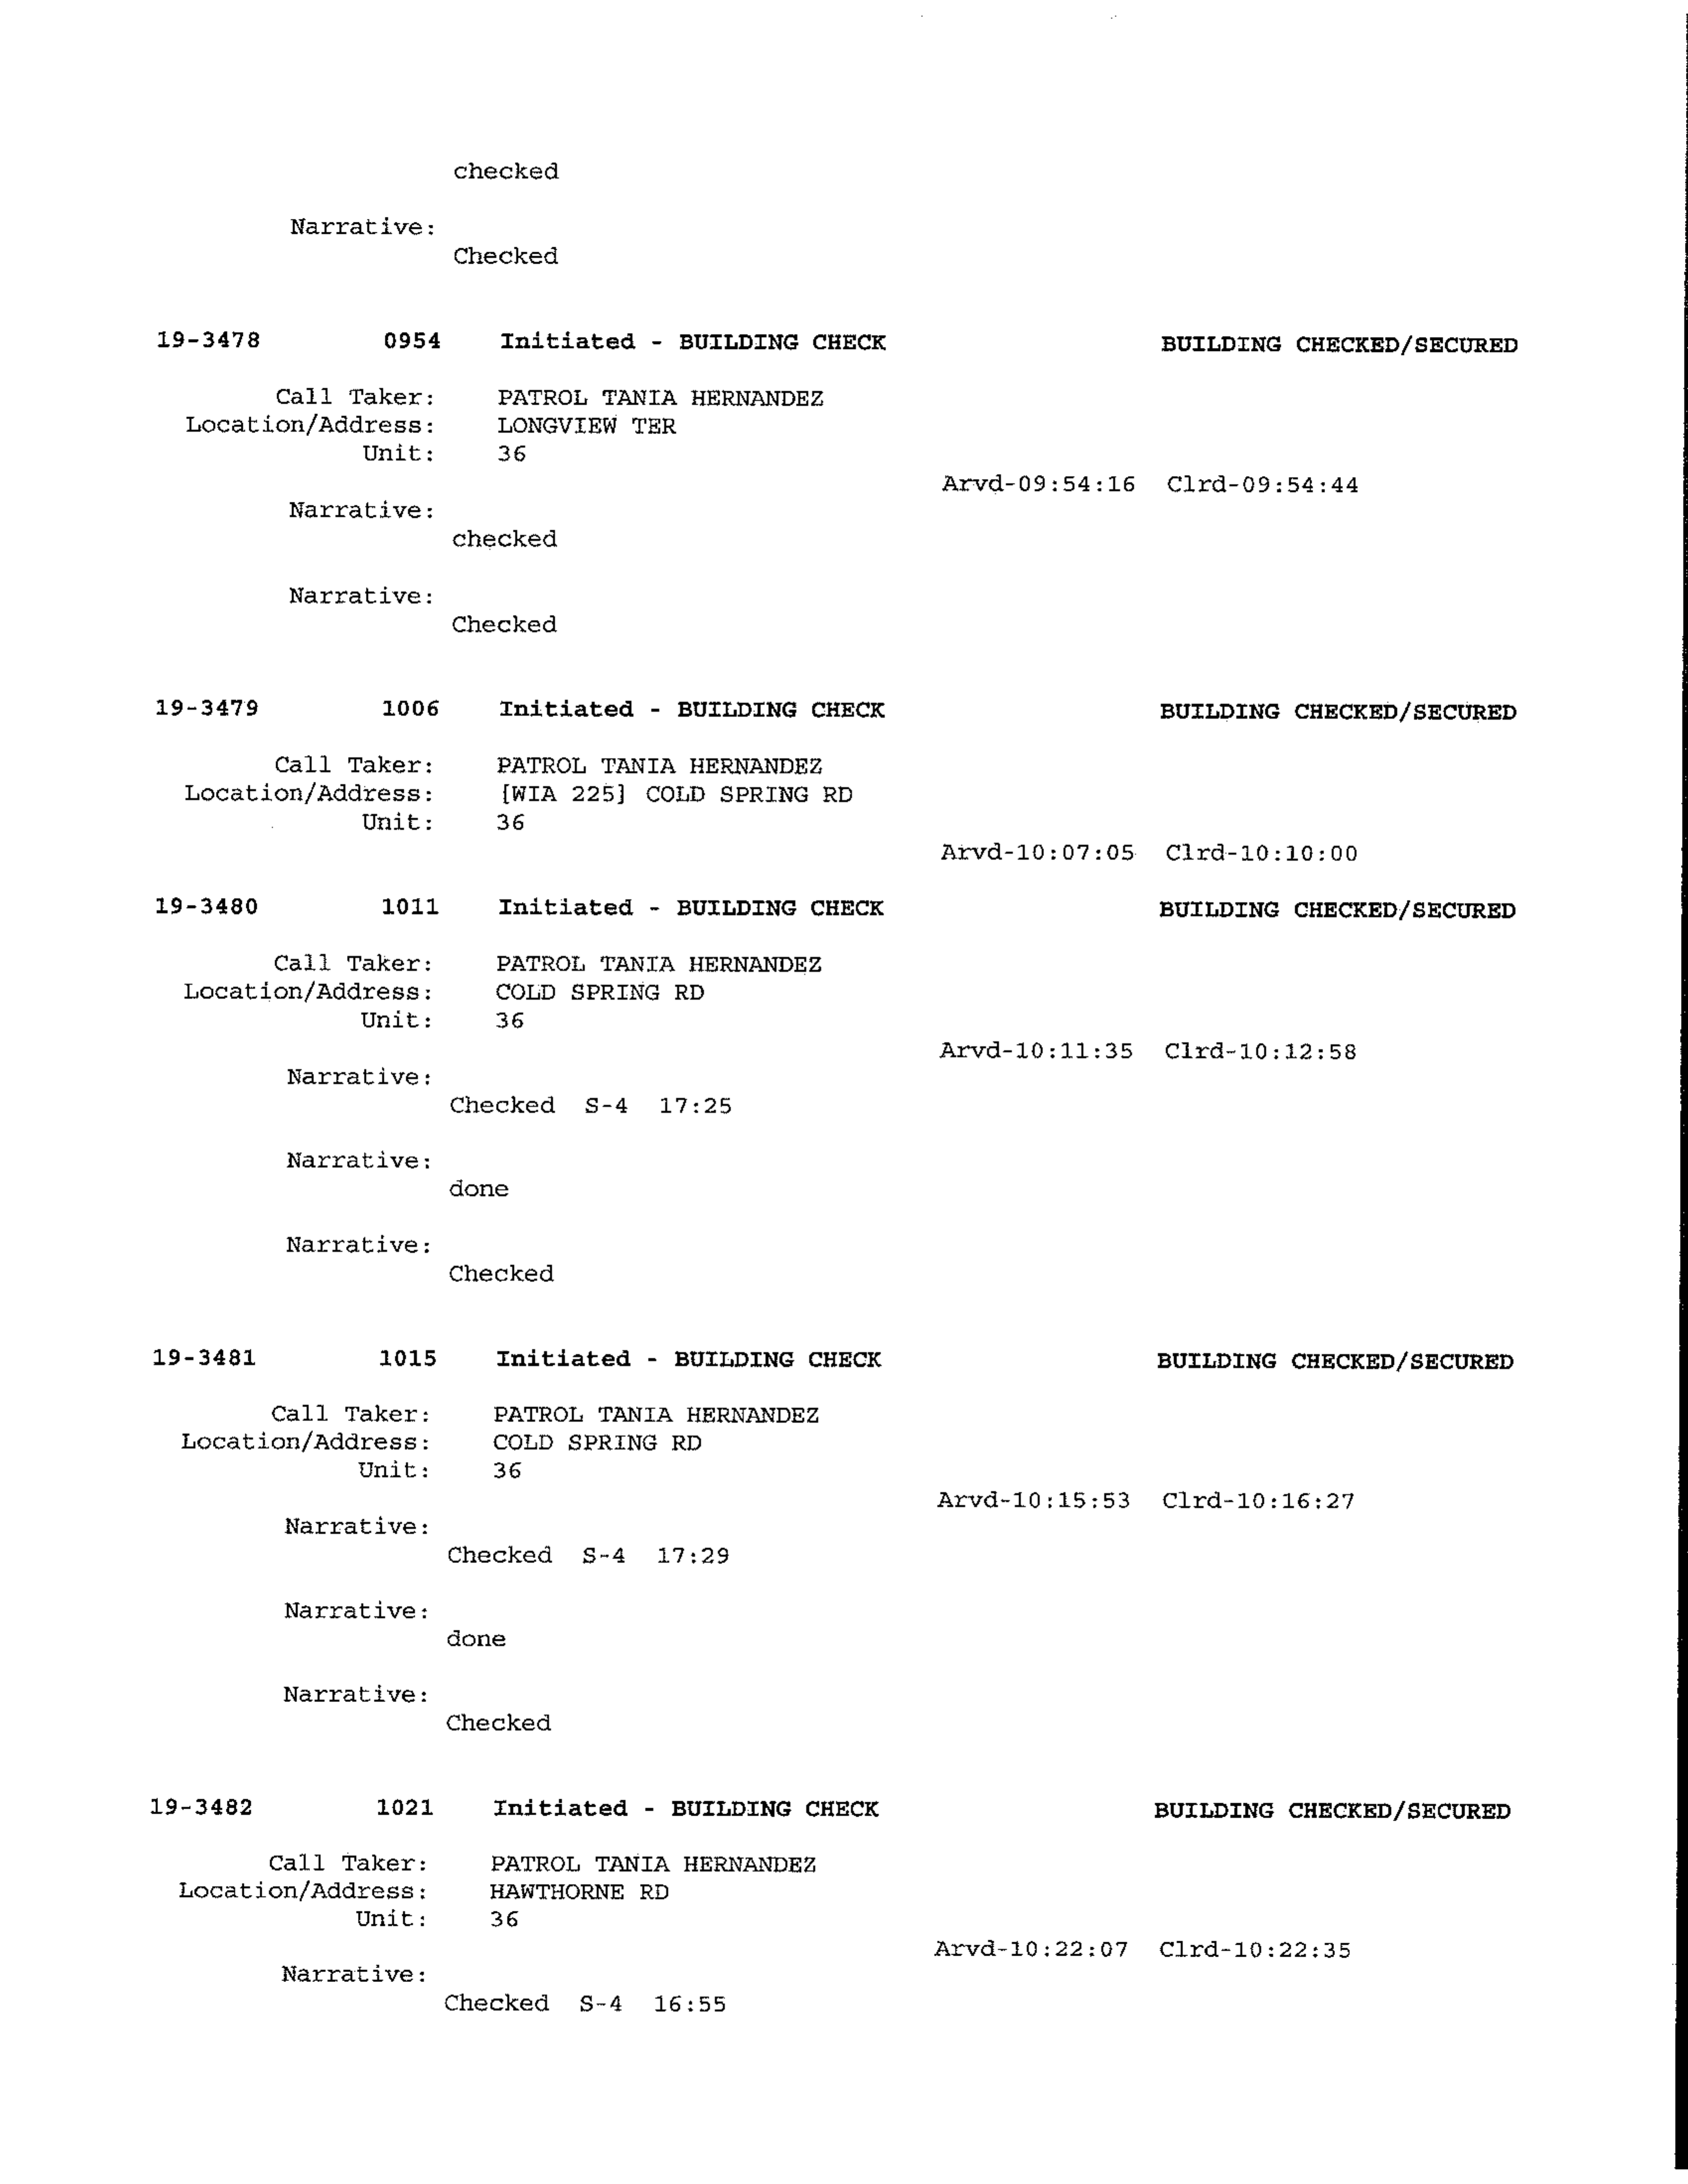 checked
Narrative:
Checked
19-3478 0954 Initiated - BUILDING CHECK BUILDING CHECKED/SECURED
Call Taker: PATROL TANIA HERNANDEZ
Location/Address: LONGVIEW TER
Unit: 36
Arvd-09:54:16 Clrd-09:54:44
Narrative:
checked
Narrative:
Checked
19-3479 1006 Initiated - BUILDING CHECK BUILDING CHECKED/SECURED
Call Taker: PATROL TANIA HERNANDEZ
Location/Address: [WIA 225] COLD SPRING RD
Unit: 36
Arvd-10:07:05 Clrd-10:10:00
19-3480 1011 Initiated - BUILDING CHECK BUILDING CHECKED/SECURED
Call Taker: PATROL TANIA HERNANDEZ
Location/Address: COLD SPRING RD
Unit: 36
Arvd-10:11:35 Clrd-10:12:58
Narrative:
Checked S-4 17:25
Narrative:
done
Narrative:
Checked
19-3481 1015 Initiated - BUILDING CHECK BUILDING CHECKED/SECURED
Call Taker: PATROL TANIA HERNANDEZ
Location/Address: COLD SPRING RD
Unit: 36
Arvd-10:15:53 Clrd-10:16:27
Narrative:
Checked S-4 17:29
Narrative:
done
Narrative:
Checked
19-3482 1021 Initiated - BUILDING CHECK BUILDING CHECKED/SECURED
Call Taker: PATROL TANIA HERNANDEZ
Location/Address: HAWTHORNE RD
Unit: 36
Arvd-10:22:07 Clrd-10:22:35
Narrative:
Checked S-4 16:55